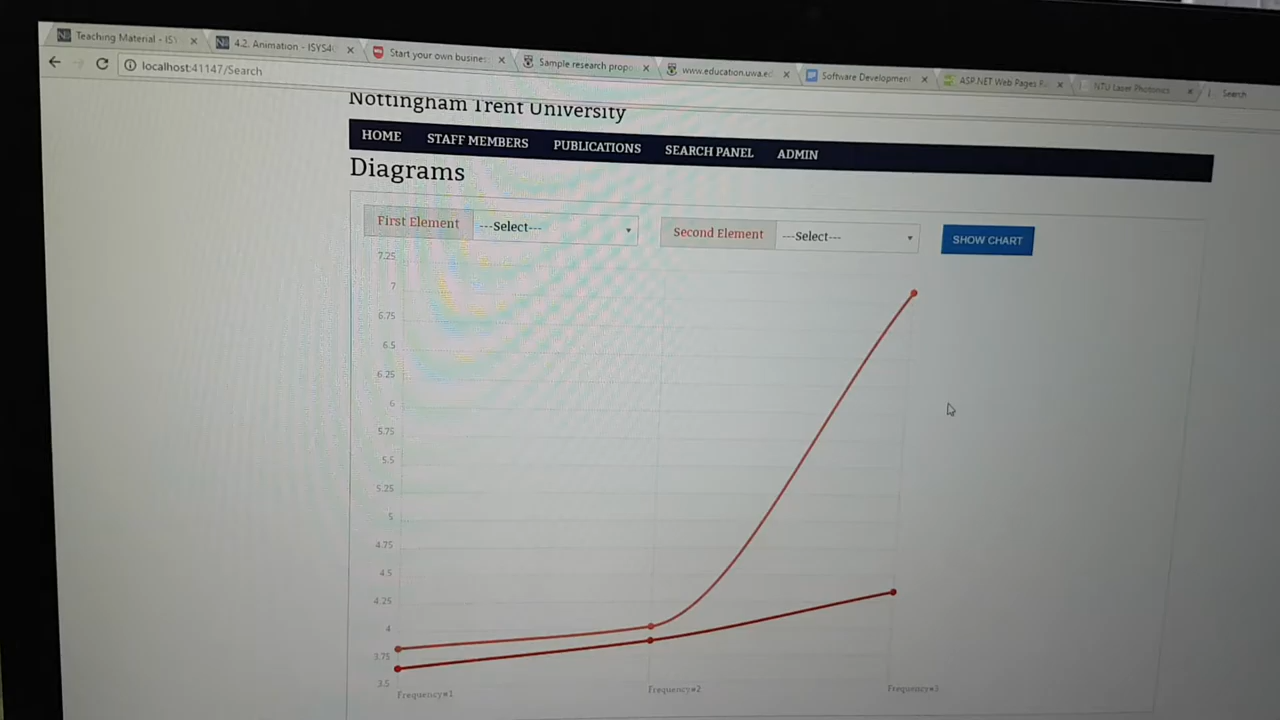 Teaching Material - ISYS
4.2. Animation - ISYS4
Start your own busine
Sample research propo
www.education.uwa.ed
Software Development
ASP.NET Web Pages R
NTU Laser Photonics
Search
localhost:41147/Search
Nottingham Trent University
HOME STAFF MEMBERS PUBLICATIONS SEARCH PANEL ADMIN
Diagrams
First Element ---Select---
Second Element ---Select---
SHOW CHART
7.25
7
6.75
6.5
6.25
6
5.75
5.5
5.25
5
4.75
4.5
4.25
4
3.75
3.5
Frequency#1 Frequency#2 Frequency#3